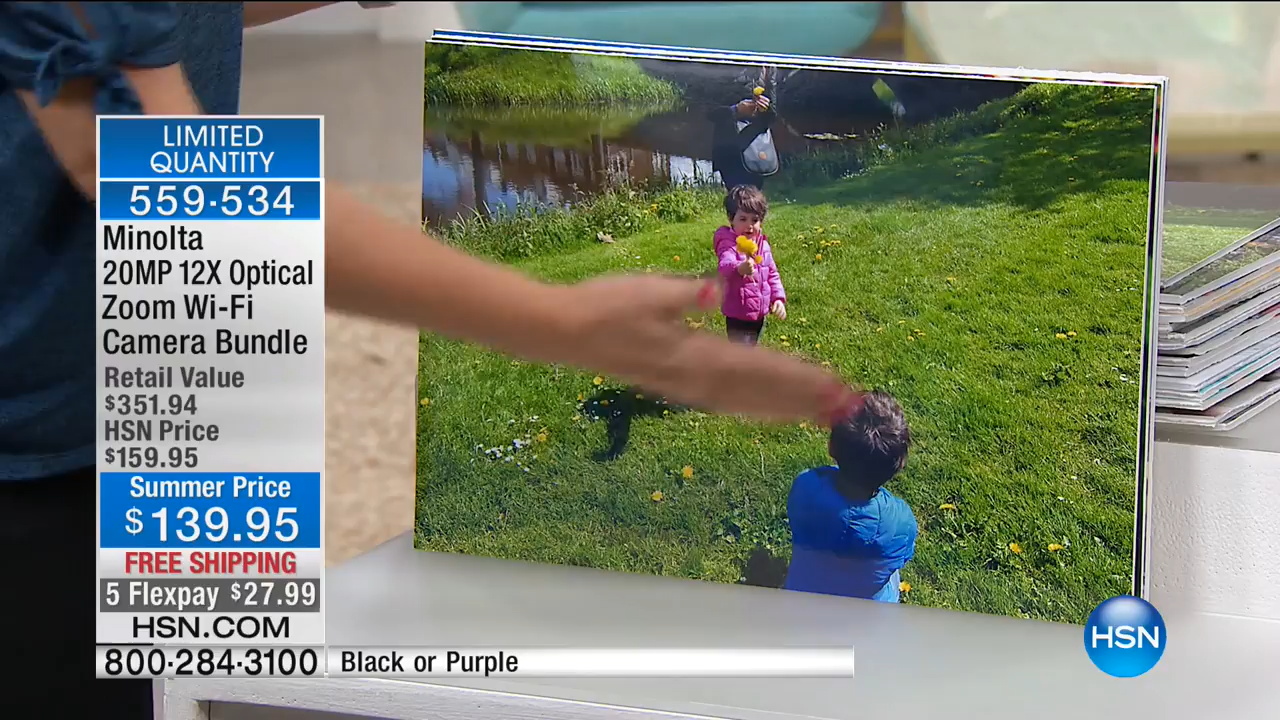 LIMITED
QUANTITY
559·534
Minolta
20MP 12X Optical
Zoom Wi-Fi
Camera Bundle
Retail Value
$351.94
HSN Price
$159.95
Summer Price
$139.95
FREE SHIPPING
5 Flexpay $27.99
HSN.COM
800·284·3100
Black or Purple
HSN